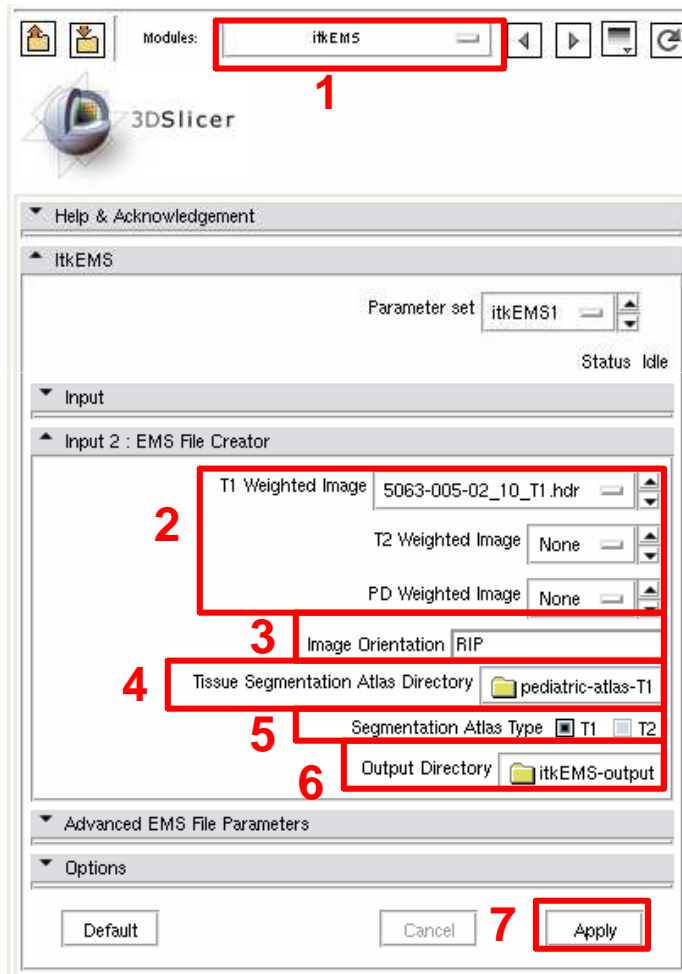 Modules: itkEMS
1
3DSlicer
Help & Acknowledgement
ItkEMS
Parameter set itkEMS1
Status Idle
Input
Input 2 : EMS File Creator
T1 Weighted Image 5063-005-02_10_T1.hdr
2
T2 Weighted Image None
PD Weighted Image None
3 Image Orientation RIP
4 Tissue Segmentation Atlas Directory pediatric-atlas-T1
5 Segmentation Atlas Type T1 T2
6 Output Directory itkEMS-output
Advanced EMS File Parameters
Options
Default Cancel 7 Apply